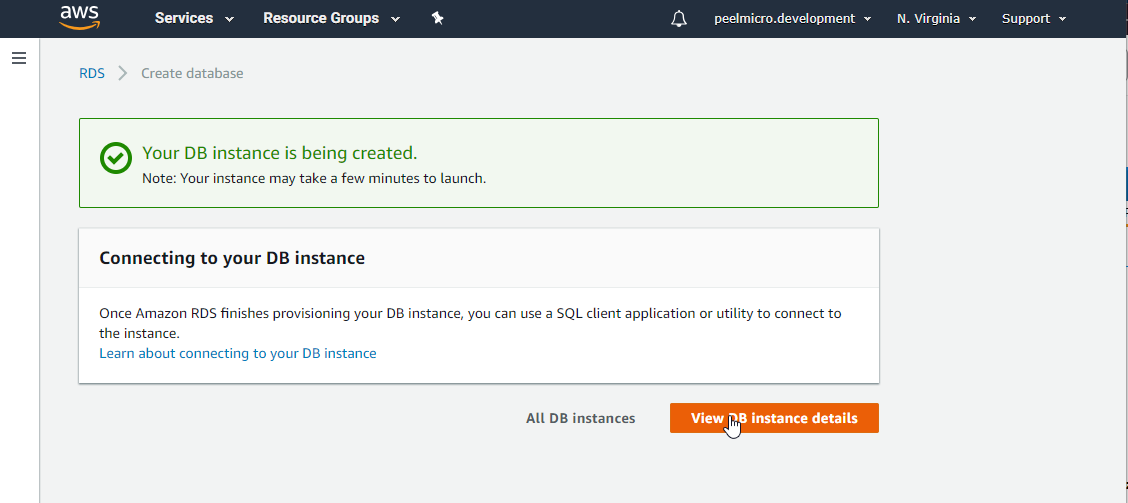 aws
Services
Resource Groups
peelmicro.development
N. Virginia
Support
RDS
Create database
Your DB instance is being created.
Note: Your instance may take a few minutes to launch.
Connecting to your DB instance
Once Amazon RDS finishes provisioning your DB instance, you can use a SQL client application or utility to connect to
the instance.
Learn about connecting to your DB instance
All DB instances
View DB instance details